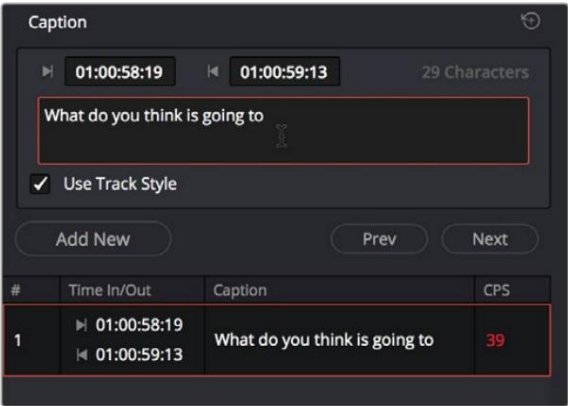 Caption
01:00:58:19 01:00:59:13 29 Characters
What do you think is going to
Use Track Style
Add New Prev Next
# Time In/Out Caption CPS
1 01:00:58:19 What do you think is going to 39
01:00:59:13